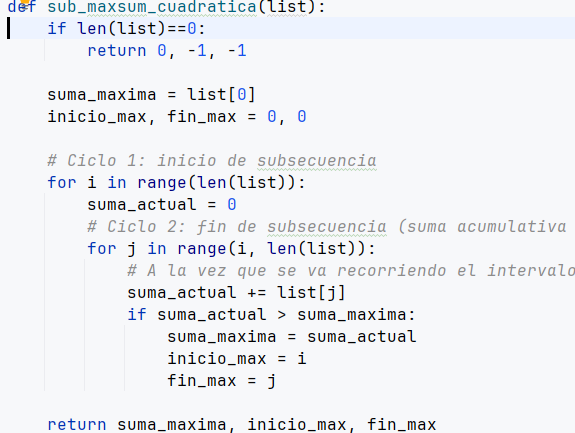 def sub_maxsum_cuadratica(list):
    if len(list)==0:
        return 0, -1, -1
    suma_maxima = list[0]
    inicio_max, fin_max = 0, 0
    # Ciclo 1: inicio de subsecuencia
    for i in range(len(list)):
        suma_actual = 0
        # Ciclo 2: fin de subsecuencia (suma acumulativa
        for j in range(i, len(list)):
            # A la vez que se va recorriendo el intervalo
            suma_actual += list[j]
            if suma_actual > suma_maxima:
                suma_maxima = suma_actual
                inicio_max = i
                fin_max = j
    return suma_maxima, inicio_max, fin_max